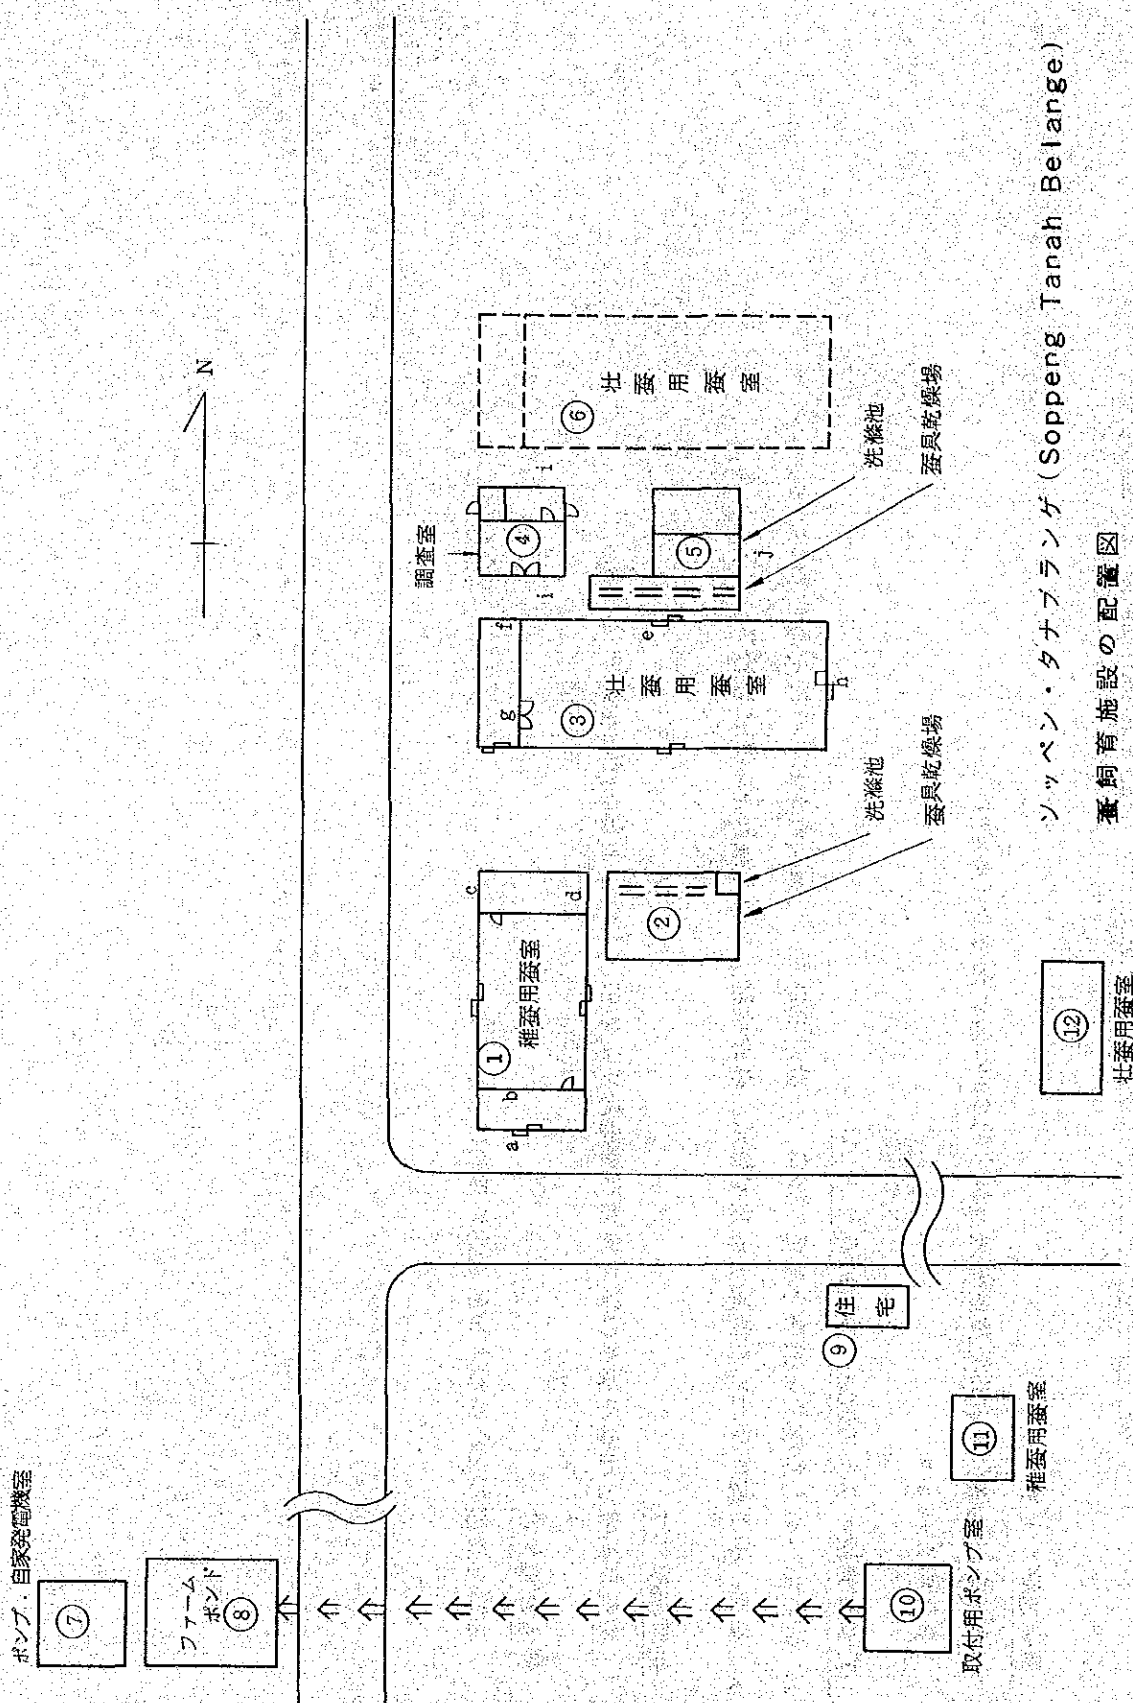 ポンプ・自家発電機室
⑦
ファーム
ポンド
⑧
N
調査室
④
i
i
⑥
壮蚕用蚕室
⑤
j
洗滌池
蚕具乾燥場
f
g
e
h
③
壮蚕用蚕室
c
d
①
稚蚕用蚕室
b
a
②
洗滌池
蚕具乾燥場
⑫
壮蚕用蚕室
住宅
⑨
⑪
稚蚕用蚕室
⑩
取付用ポンプ室
ソッペン・タナブランゲ(Soppeng Tanah Belange)
蚕飼育施設の配置図